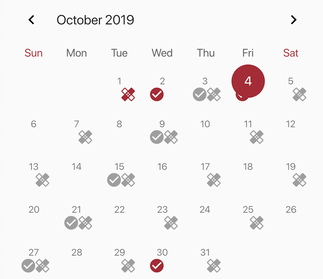 October 2019
Sun Mon Tue Wed Thu Fri Sat
1 2 3 4 5
6 7 8 9 10 11 12
13 14 15 16 17 18 19
20 21 22 23 24 25 26
27 28 29 30 31